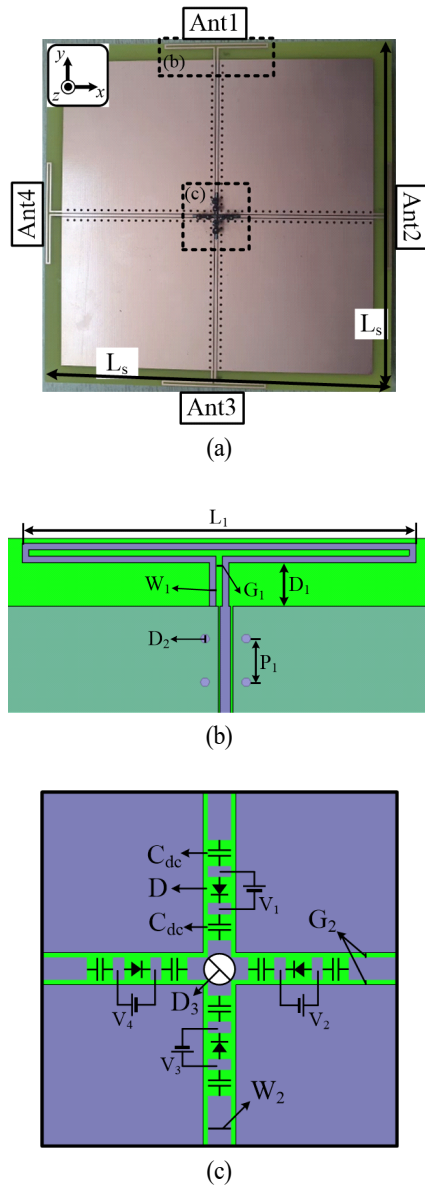 Ant1
y
(b)
z
x
Ant4
(c)
Ant2
Ls
Ls
Ant3
(a)
L1
W1
G1
D1
D2
P1
(b)
Cdc
D
V1
Cdc
G2
D3
V4
V2
V3
W2
(c)